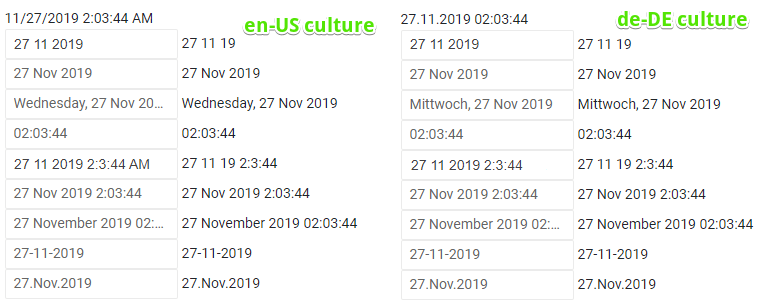 11/27/2019 2:03:44 AM
en-US culture
27 11 2019 27 11 19
27 Nov 2019 27 Nov 2019
Wednesday, 27 Nov 20... Wednesday, 27 Nov 2019
02:03:44 02:03:44
27 11 2019 2:3:44 AM 27 11 19 2:3:44
27 Nov 2019 2:03:44 27 Nov 2019 2:03:44
27 November 2019 02:... 27 November 2019 02:03:44
27-11-2019 27-11-2019
27.Nov.2019 27.Nov.2019
27.11.2019 02:03:44
de-DE culture
27 11 2019 27 11 19
27 Nov 2019 27 Nov 2019
Mittwoch, 27 Nov 2019 Mittwoch, 27 Nov 2019
02:03:44 02:03:44
27 11 2019 2:3:44 27 11 19 2:3:44
27 Nov 2019 2:03:44 27 Nov 2019 2:03:44
27 November 2019 02:... 27 November 2019 02:03:44
27-11-2019 27-11-2019
27.Nov.2019 27.Nov.2019